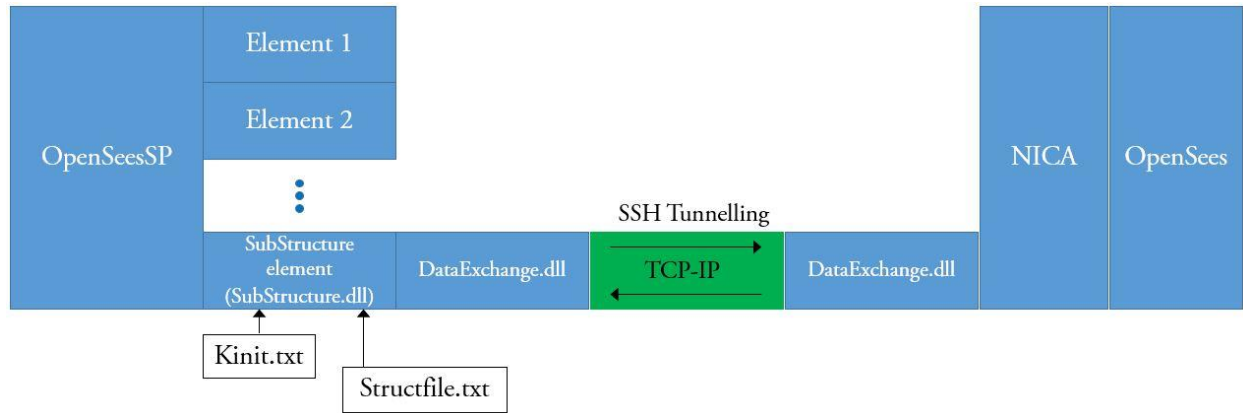 OpenSeesSP
Element 1
Element 2
SubStructure
element
(SubStructure.dll)
DataExchange.dll
SSH Tunnelling
TCP-IP
DataExchange.dll
NICA
OpenSees
Kinit.txt
Structfile.txt